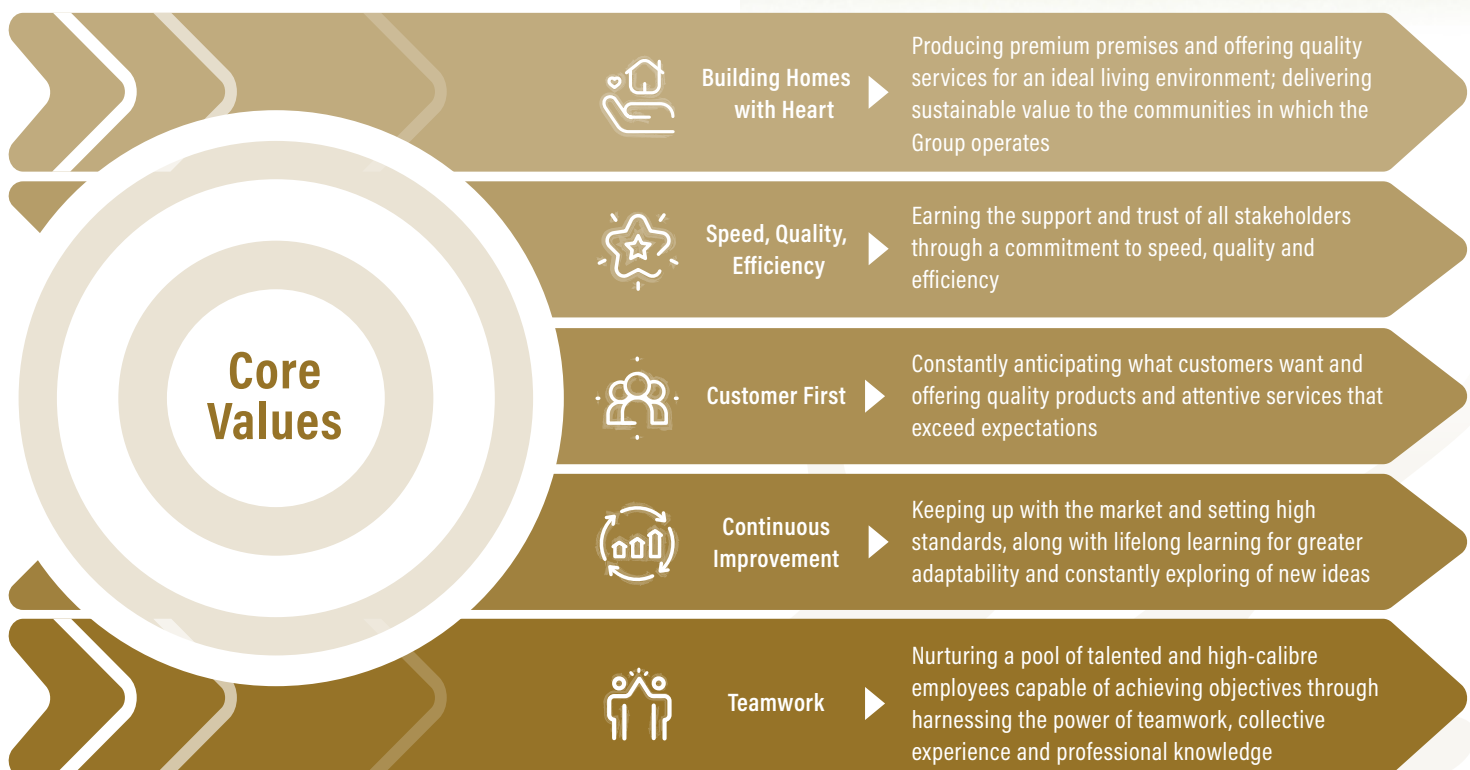 Core
Values
Building Homes
with Heart
Producing premium premises and offering quality
services for an ideal living environment; delivering
sustainable value to the communities in which the
Group operates
Speed, Quality,
Efficiency
Earning the support and trust of all stakeholders
through a commitment to speed, quality and
efficiency
Customer First
Constantly anticipating what customers want and
offering quality products and attentive services that
exceed expectations
Continuous
Improvement
Keeping up with the market and setting high
standards, along with lifelong learning for greater
adaptability and constantly exploring of new ideas
Teamwork
Nurturing a pool of talented and high-calibre
employees capable of achieving objectives through
harnessing the power of teamwork, collective
experience and professional knowledge